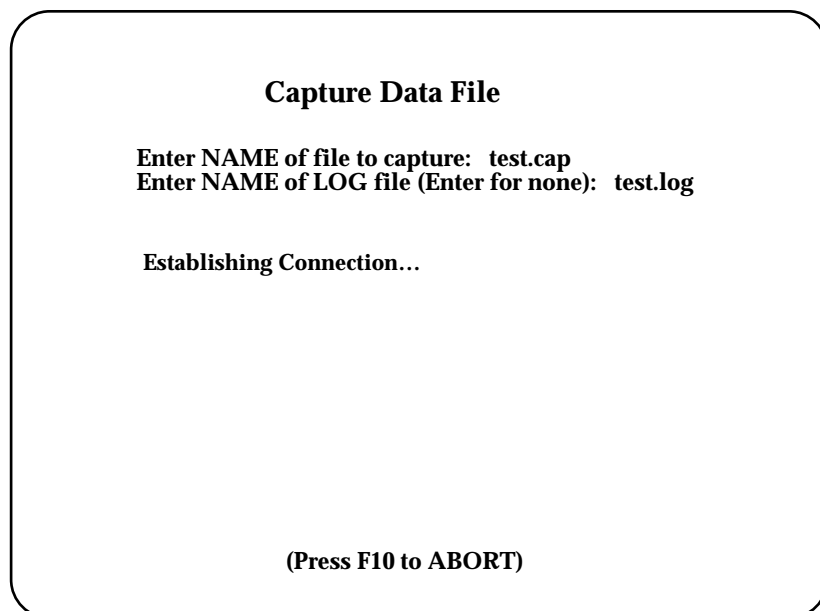 Capture Data File
Enter NAME of file to capture: test.cap
Enter NAME of LOG file (Enter for none): test.log
Establishing Connection…
(Press F10 to ABORT)